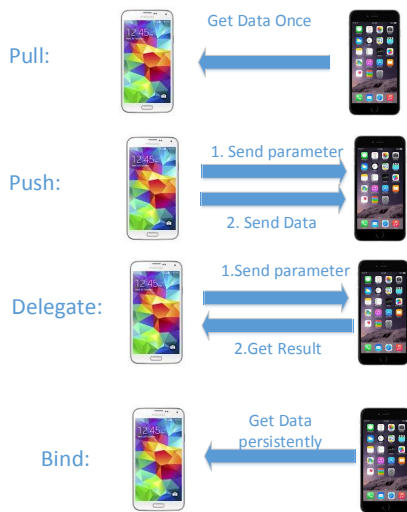 Get Data Once
Pull:
1. Send parameter
Push:
2. Send Data
1.Send parameter
Delegate:
2.Get Result
Get Data
persistently
Bind: